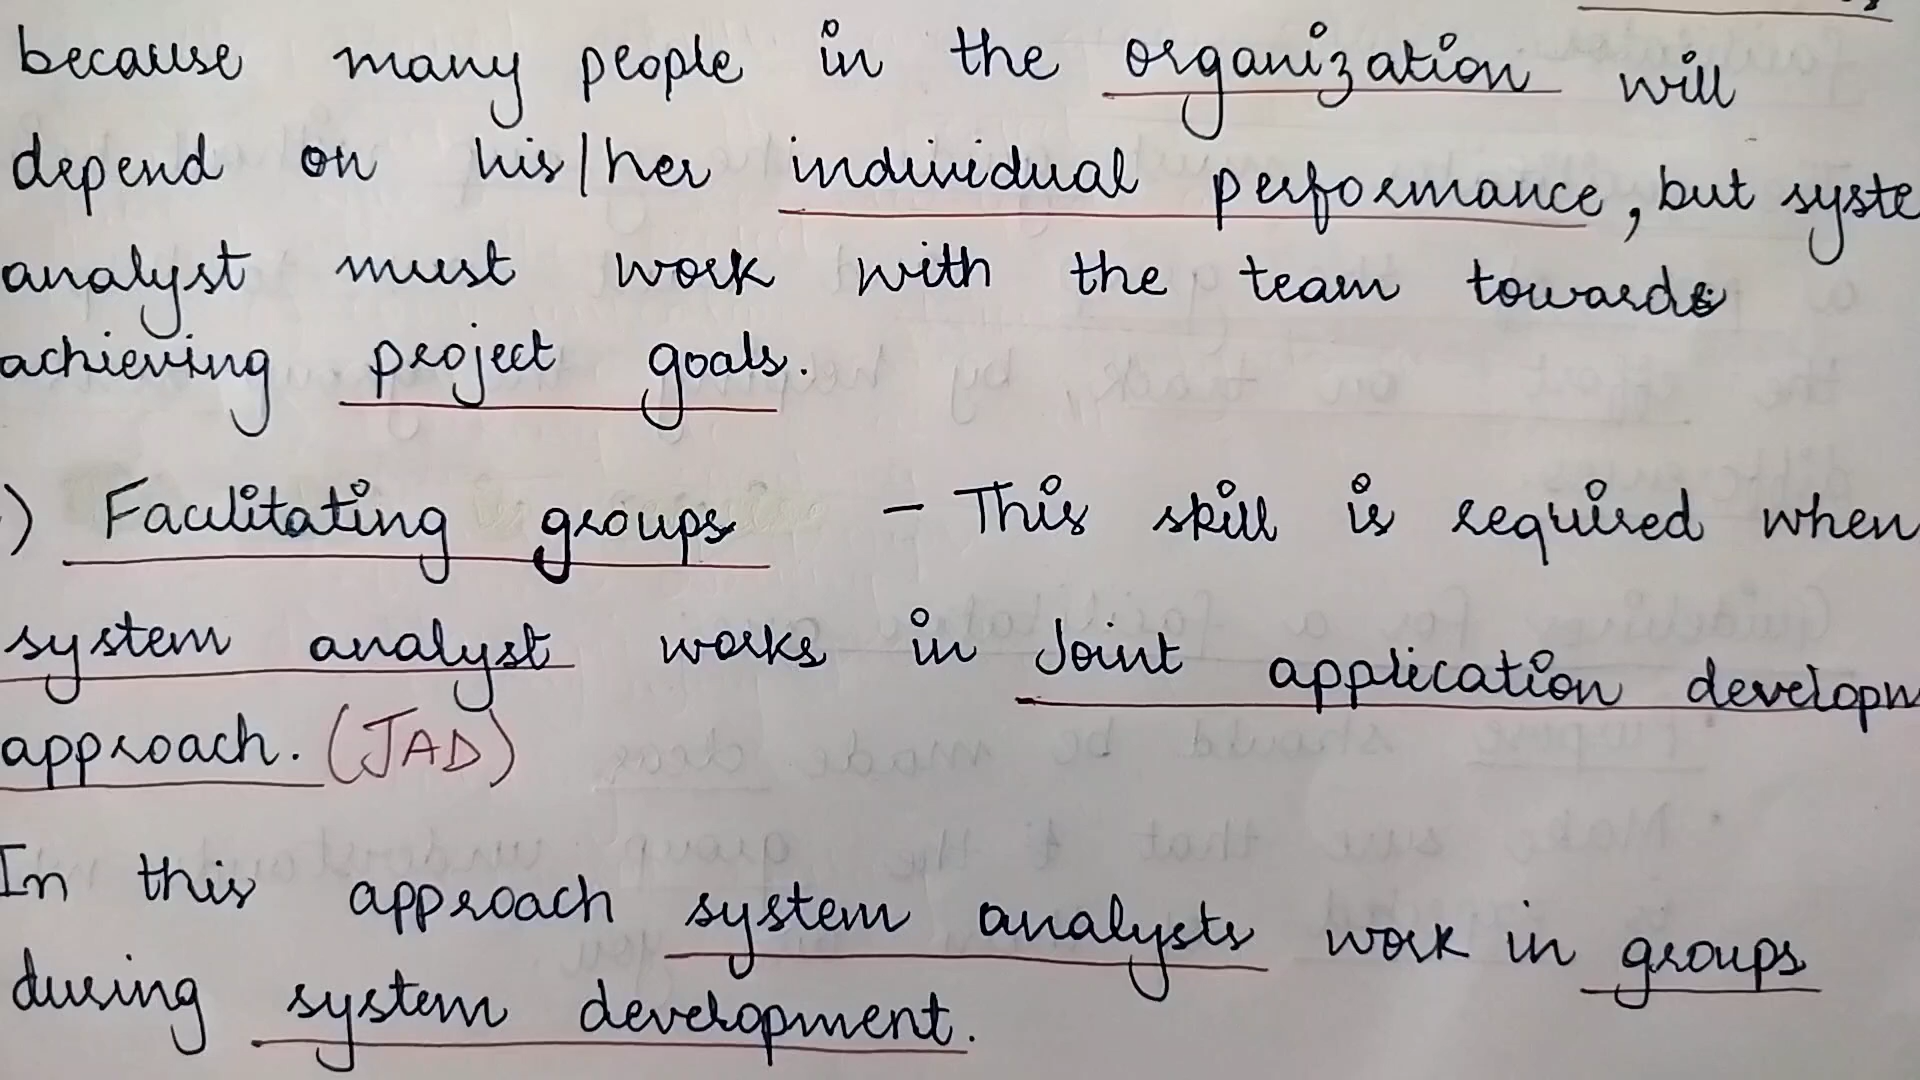 because many people in the organization will
depend on his/her individual performance, but syste
analyst must work with the team towards
achieving project goals.
) Facilitating groups - This skill is required when
system analyst works in Joint application developm
approach. (JAD)
In this approach system analysts work in groups
during system development.